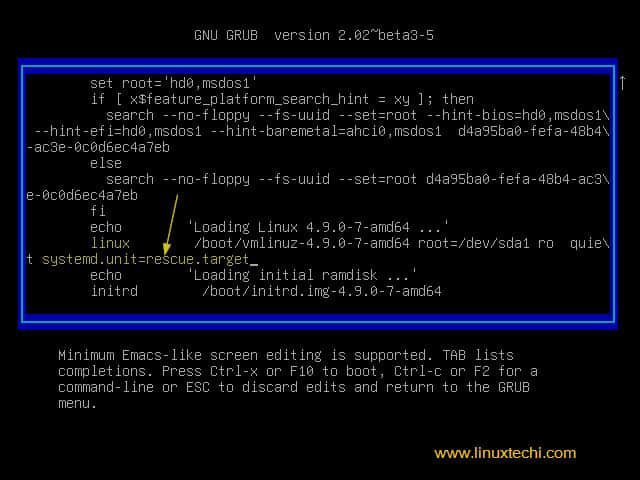 GNU GRUB  version 2.02~beta3-5
set root='hd0,msdos1'
if [ x$feature_platform_search_hint = xy ]; then
search --no-floppy --fs-uuid --set=root --hint-bios=hd0,msdos1\
--hint-efi=hd0,msdos1 --hint-baremetal=ahci0,msdos1  d4a95ba0-fefa-48b4\
-ac3e-0c0d6ec4a7eb
else
search --no-floppy --fs-uuid --set=root d4a95ba0-fefa-48b4-ac3\
e-0c0d6ec4a7eb
fi
echo 'Loading Linux 4.9.0-7-amd64 ...'
linux /boot/vmlinuz-4.9.0-7-amd64 root=/dev/sda1 ro  quie\
t systemd.unit=rescue.target_
echo 'Loading initial ramdisk ...'
initrd /boot/initrd.img-4.9.0-7-amd64
Minimum Emacs-like screen editing is supported. TAB lists
completions. Press Ctrl-x or F10 to boot, Ctrl-c or F2 for a
command-line or ESC to discard edits and return to the GRUB
menu.
www.linuxtechi.com